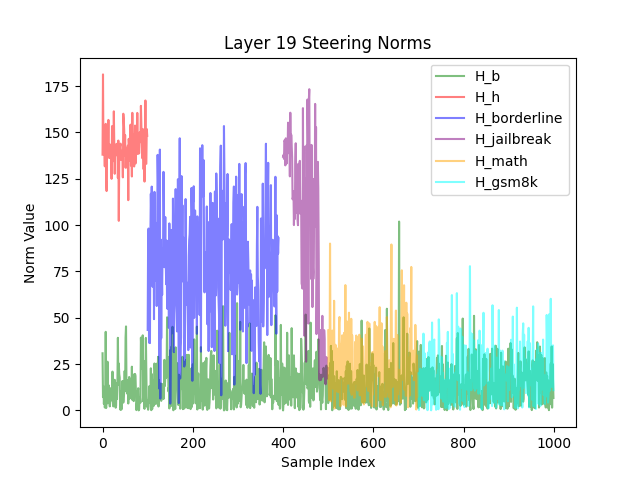 Layer 19 Steering Norms
H_b
H_h
H_borderline
H_jailbreak
H_math
H_gsm8k
Norm Value
175
150
125
100
75
50
25
0
0 200 400 600 800 1000
Sample Index